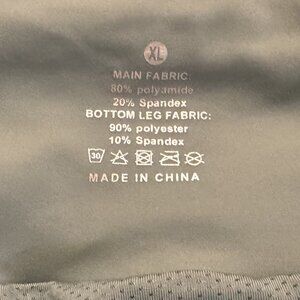 XL
MAIN FABRIC:
80% polyamide
20% Spandex
BOTTOM LEG FABRIC:
90% polyester
10% Spandex
30
MADE IN CHINA